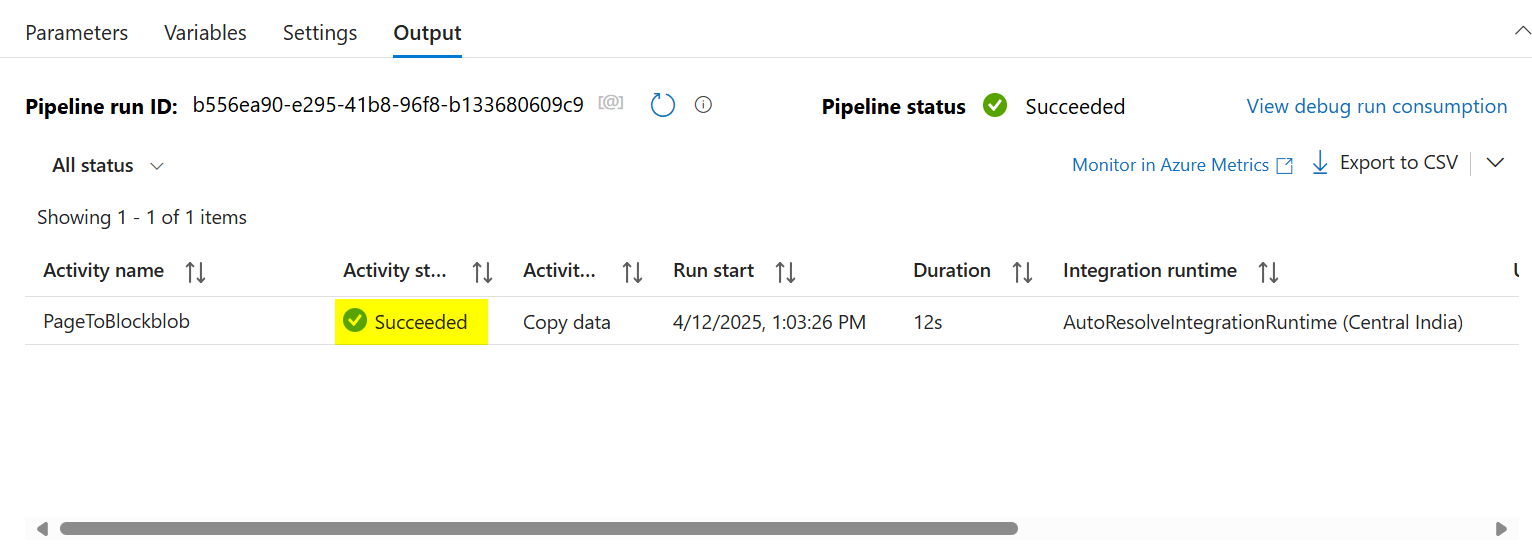 Parameters Variables Settings Output
Pipeline run ID: b556ea90-e295-41b8-96f8-b133680609c9 [@] Pipeline status Succeeded View debug run consumption
All status Monitor in Azure Metrics Export to CSV
Showing 1 - 1 of 1 items
Activity name Activity st... Activit... Run start Duration Integration runtime
PageToBlockblob Succeeded Copy data 4/12/2025, 1:03:26 PM 12s AutoResolveIntegrationRuntime (Central India)